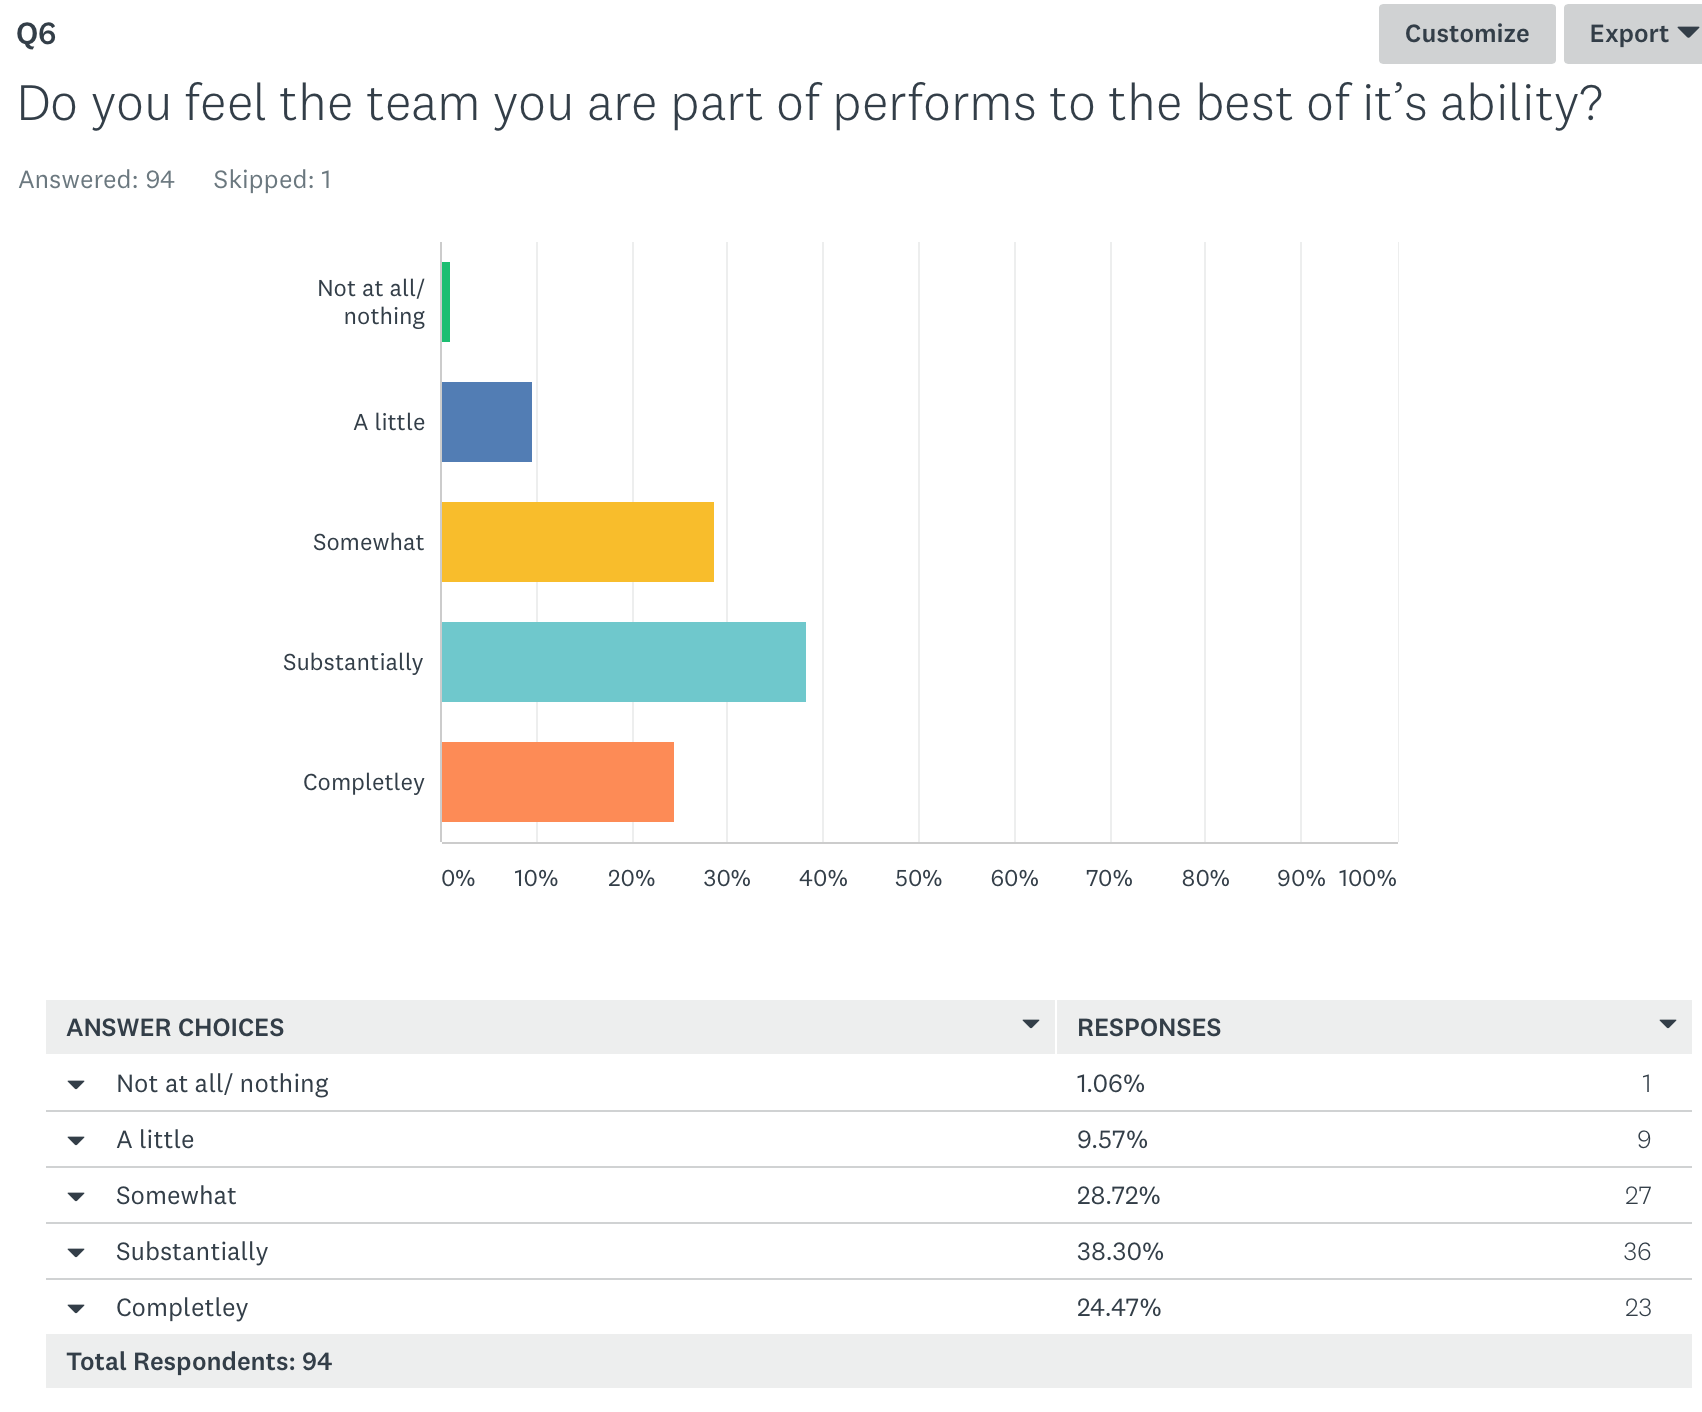 Q6
Customize
Export
Do you feel the team you are part of performs to the best of it’s ability?
Answered: 94 Skipped: 1
Not at all/
nothing
A little
Somewhat
Substantially
Completley
0% 10% 20% 30% 40% 50% 60% 70% 80% 90% 100%
ANSWER CHOICES RESPONSES
Not at all/ nothing 1.06% 1
A little 9.57% 9
Somewhat 28.72% 27
Substantially 38.30% 36
Completley 24.47% 23
Total Respondents: 94